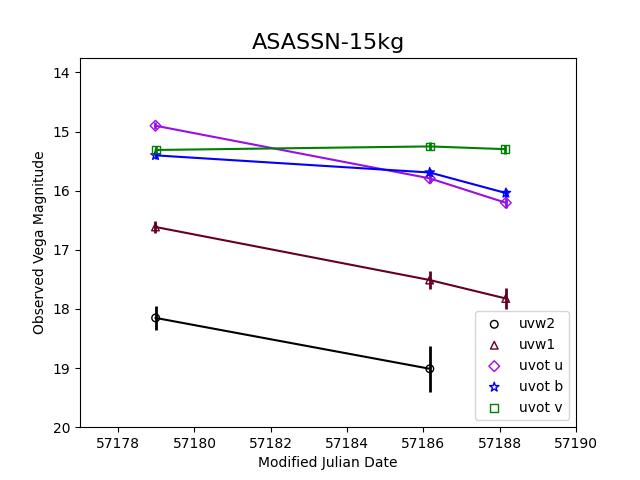 ASASSN-15kg
Observed Vega Magnitude
14
15
16
17
18
19
20
uvw2
uvw1
uvot u
uvot b
uvot v
57178 57180 57182 57184 57186 57188 57190
Modified Julian Date